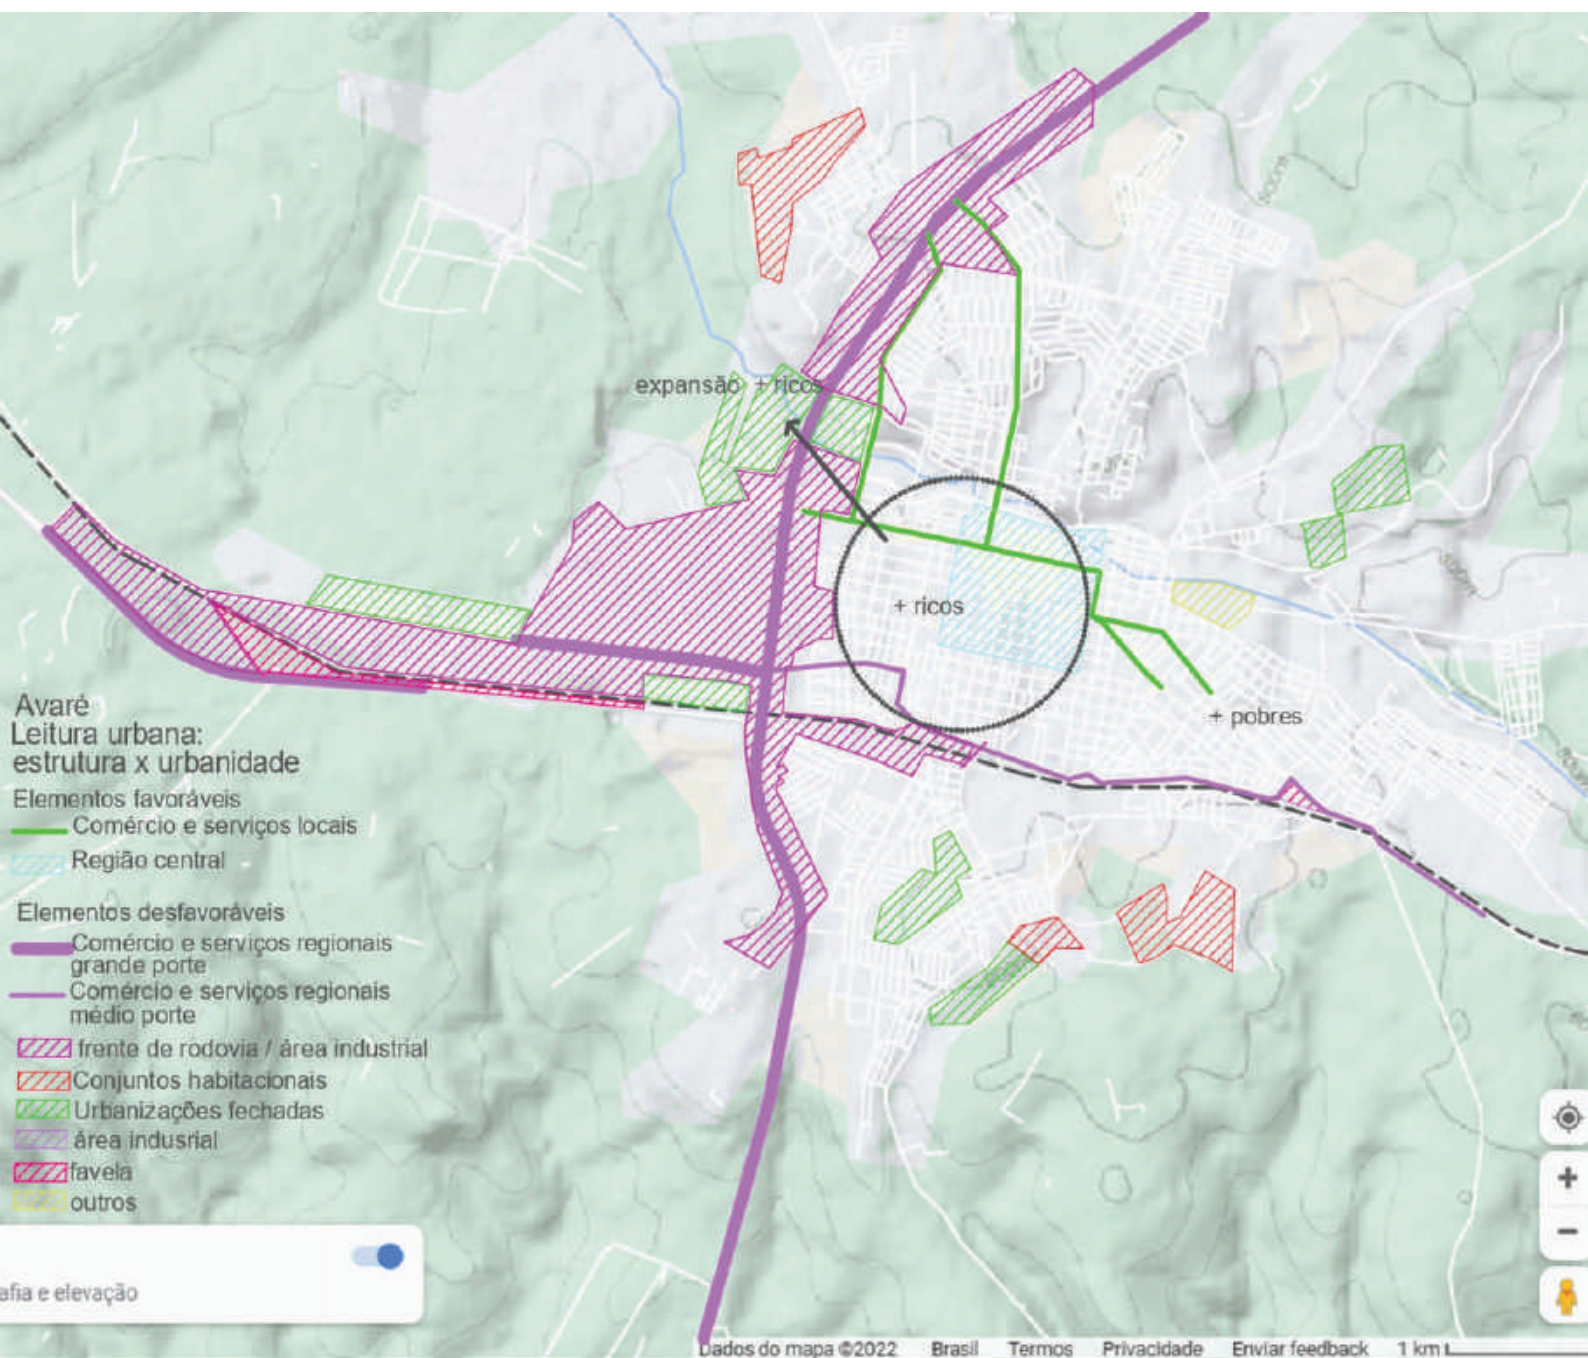 expansão + ricos
+ ricos
+ pobres
Avaré
Leitura urbana:
estrutura x urbanidade
Elementos favoráveis
Comércio e serviços locais
Região central
Elementos desfavoráveis
Comércio e serviços regionais
grande porte
Comércio e serviços regionais
médio porte
frente de rodovia / área industrial
Conjuntos habitacionais
Urbanizações fechadas
área indusrial
favela
outros
afia e elevação
Dados do mapa ©2022 Brasil Termos Privacidade Enviar feedback 1 km